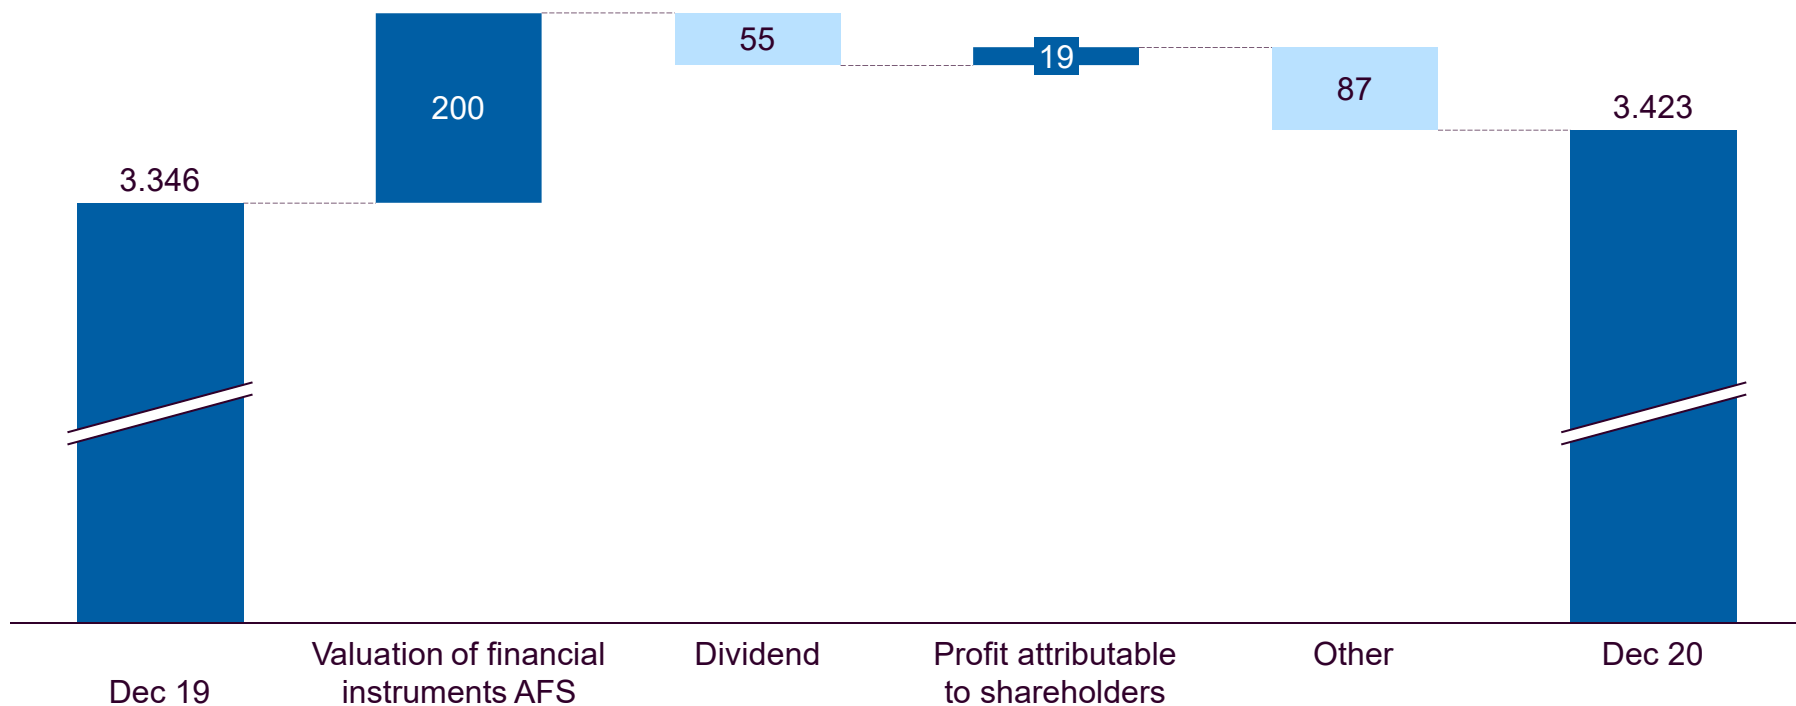 55
19
87
200
3.423
3.346
Valuation of financial
instruments AFS
Dividend
Profit attributable
to shareholders
Other
Dec 20
Dec 19